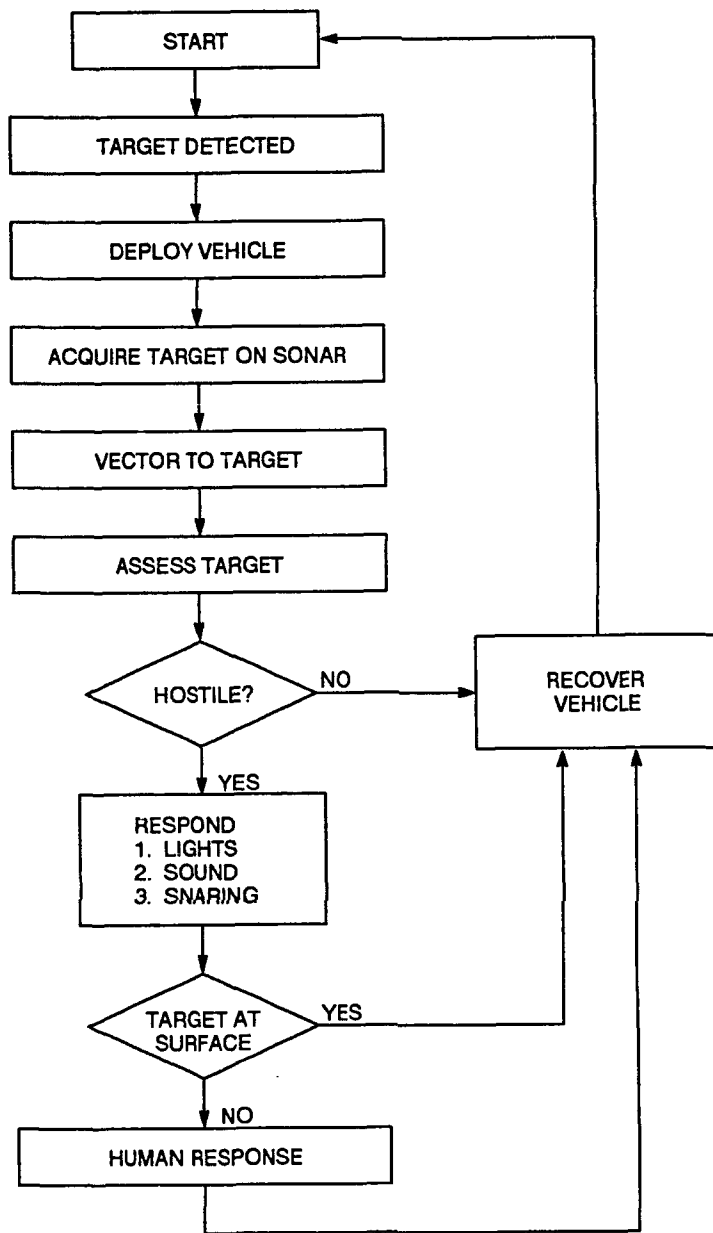 START
TARGET DETECTED
DEPLOY VEHICLE
ACQUIRE TARGET ON SONAR
VECTOR TO TARGET
ASSESS TARGET
HOSTILE?
NO
RECOVER
VEHICLE
YES
RESPOND
1. LIGHTS
2. SOUND
3. SNARING
TARGET AT
SURFACE
YES
NO
HUMAN RESPONSE